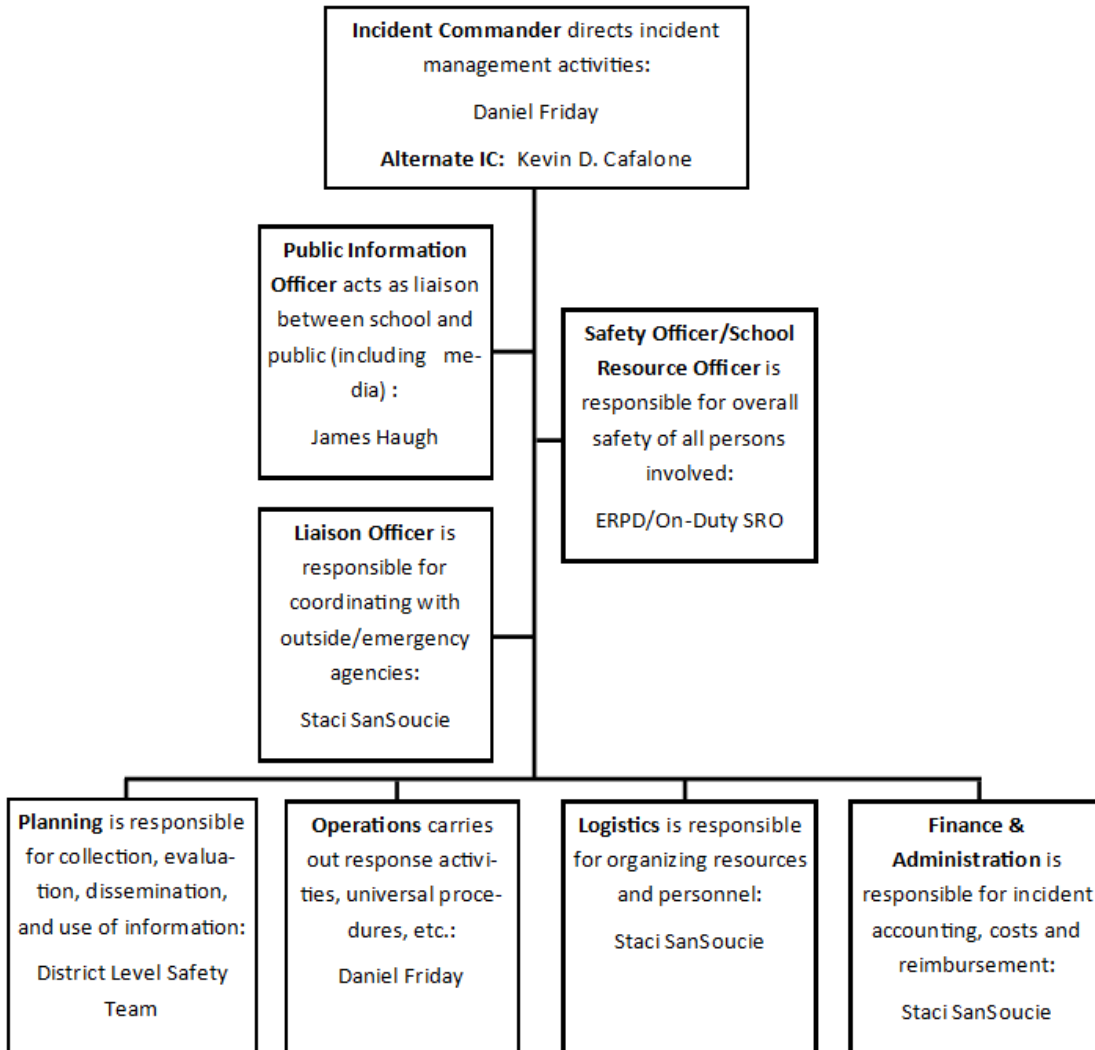 Incident Commander directs incident
management activities:
Daniel Friday
Alternate IC:  Kevin D. Cafalone
Public Information
Officer acts as liaison
between school and
public (including   me-
dia) :
James Haugh
Safety Officer/School
Resource Officer is
responsible for overall
safety of all persons
involved:
ERPD/On-Duty SRO
Liaison Officer is
responsible for
coordinating with
outside/emergency
agencies:
Staci SanSoucie
Planning is responsible
for collection, evalua-
tion, dissemination,
and use of information:
District Level Safety
Team
Operations carries
out response activi-
ties, universal proce-
dures, etc.:
Daniel Friday
Logistics is responsible
for organizing resources
and personnel:
Staci SanSoucie
Finance &
Administration is
responsible for incident
accounting, costs and
reimbursement:
Staci SanSoucie